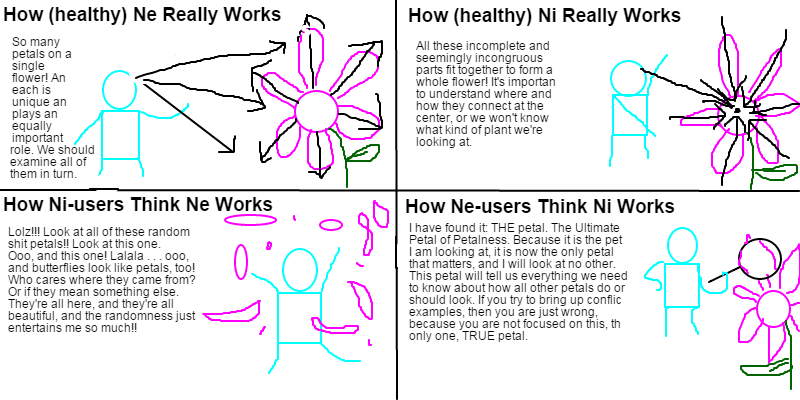 How (healthy) Ne Really Works
So many
petals on a
single
flower! An
each is
unique an
plays an
equally
important
role. We should
examine all of
them in turn.
How (healthy) Ni Really Works
All these incomplete and
seemingly incongruous
parts fit together to form a
whole flower! It's importan
to understand where and
how they connect at the
center, or we won't know
what kind of plant we're
looking at.
How Ni-users Think Ne Works
Lolz!!! Look at all of these random
shit petals!! Look at this one.
Ooo, and this one! Lalala . . . ooo,
and butterflies look like petals, too!
Who cares where they came from?
Or if they mean something else.
They're all here, and they're all
beautiful, and the randomness just
entertains me so much!!
How Ne-users Think Ni Works
I have found it: THE petal. The Ultimate
Petal of Petalness. Because it is the pet
I am looking at, it is now the only petal
that matters, and I will look at no other.
This petal will tell us everything we need
to know about how all other petals do or
should look. If you try to bring up conflic
examples, then you are just wrong,
because you are not focused on this, th
only one, TRUE petal.